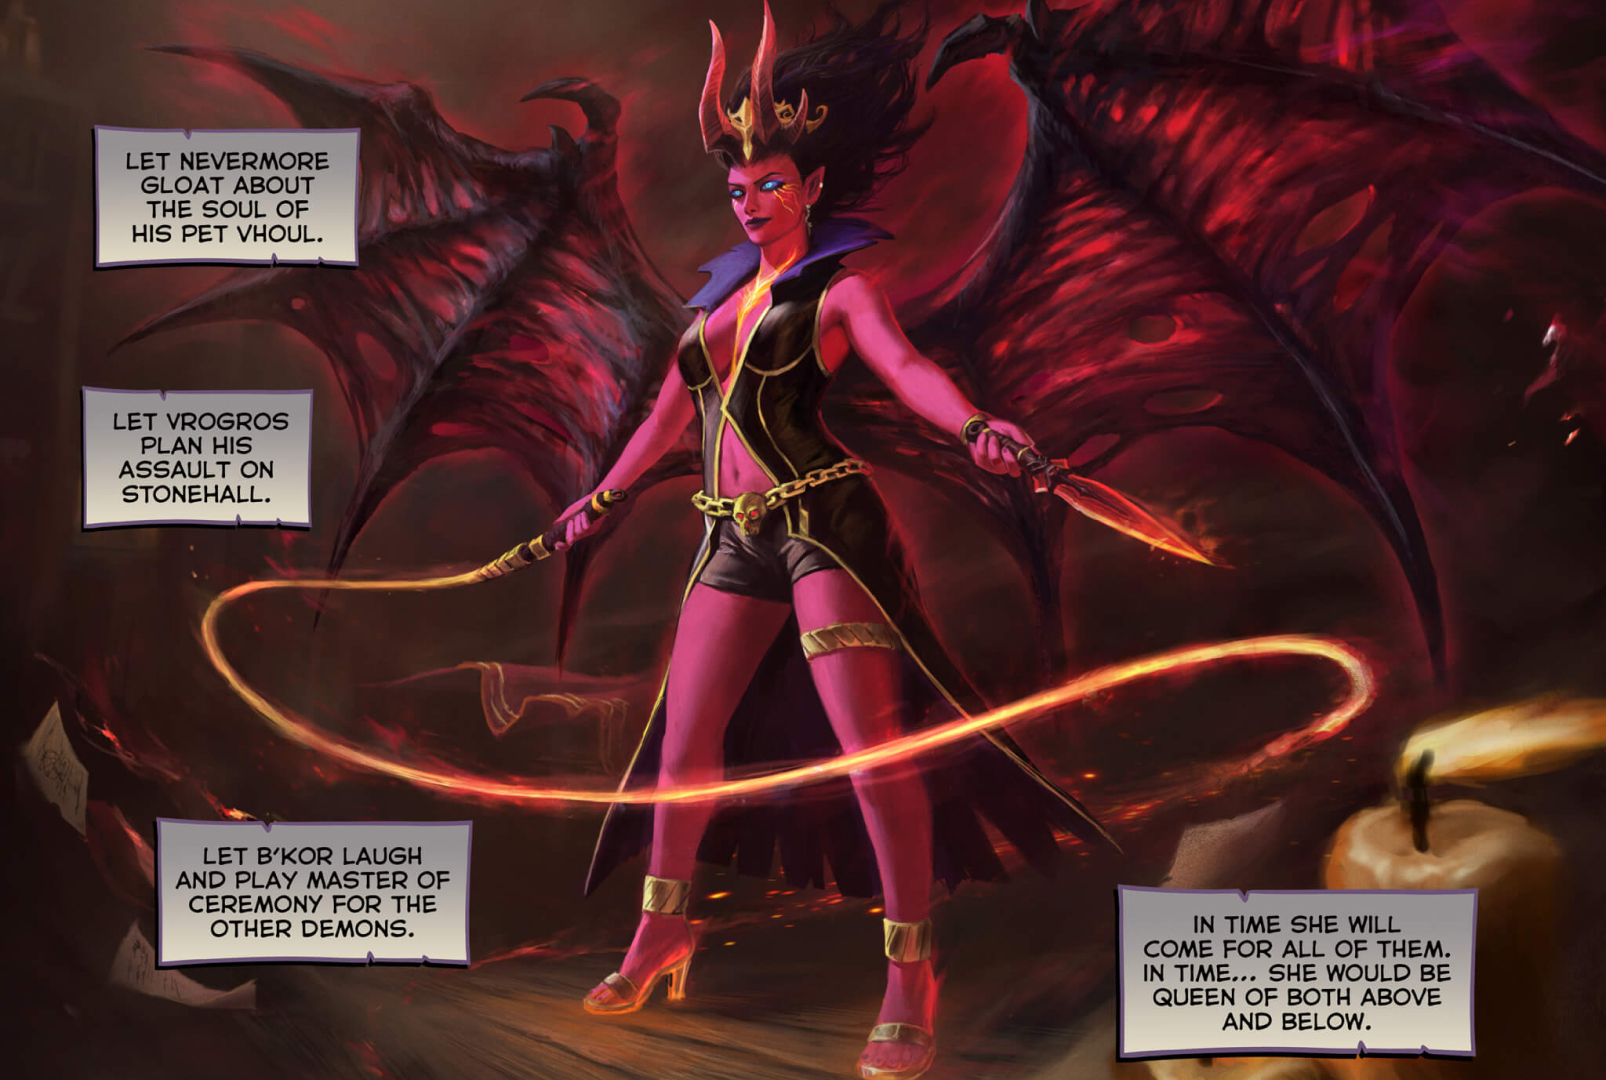 LET NEVERMORE
GLOAT ABOUT
THE SOUL OF
HIS PET VHOUL.
LET VROGROS
PLAN HIS
ASSAULT ON
STONEHALL.
LET B'KOR LAUGH
AND PLAY MASTER OF
CEREMONY FOR THE
OTHER DEMONS.
IN TIME SHE WILL
COME FOR ALL OF THEM.
IN TIME... SHE WOULD BE
QUEEN OF BOTH ABOVE
AND BELOW.